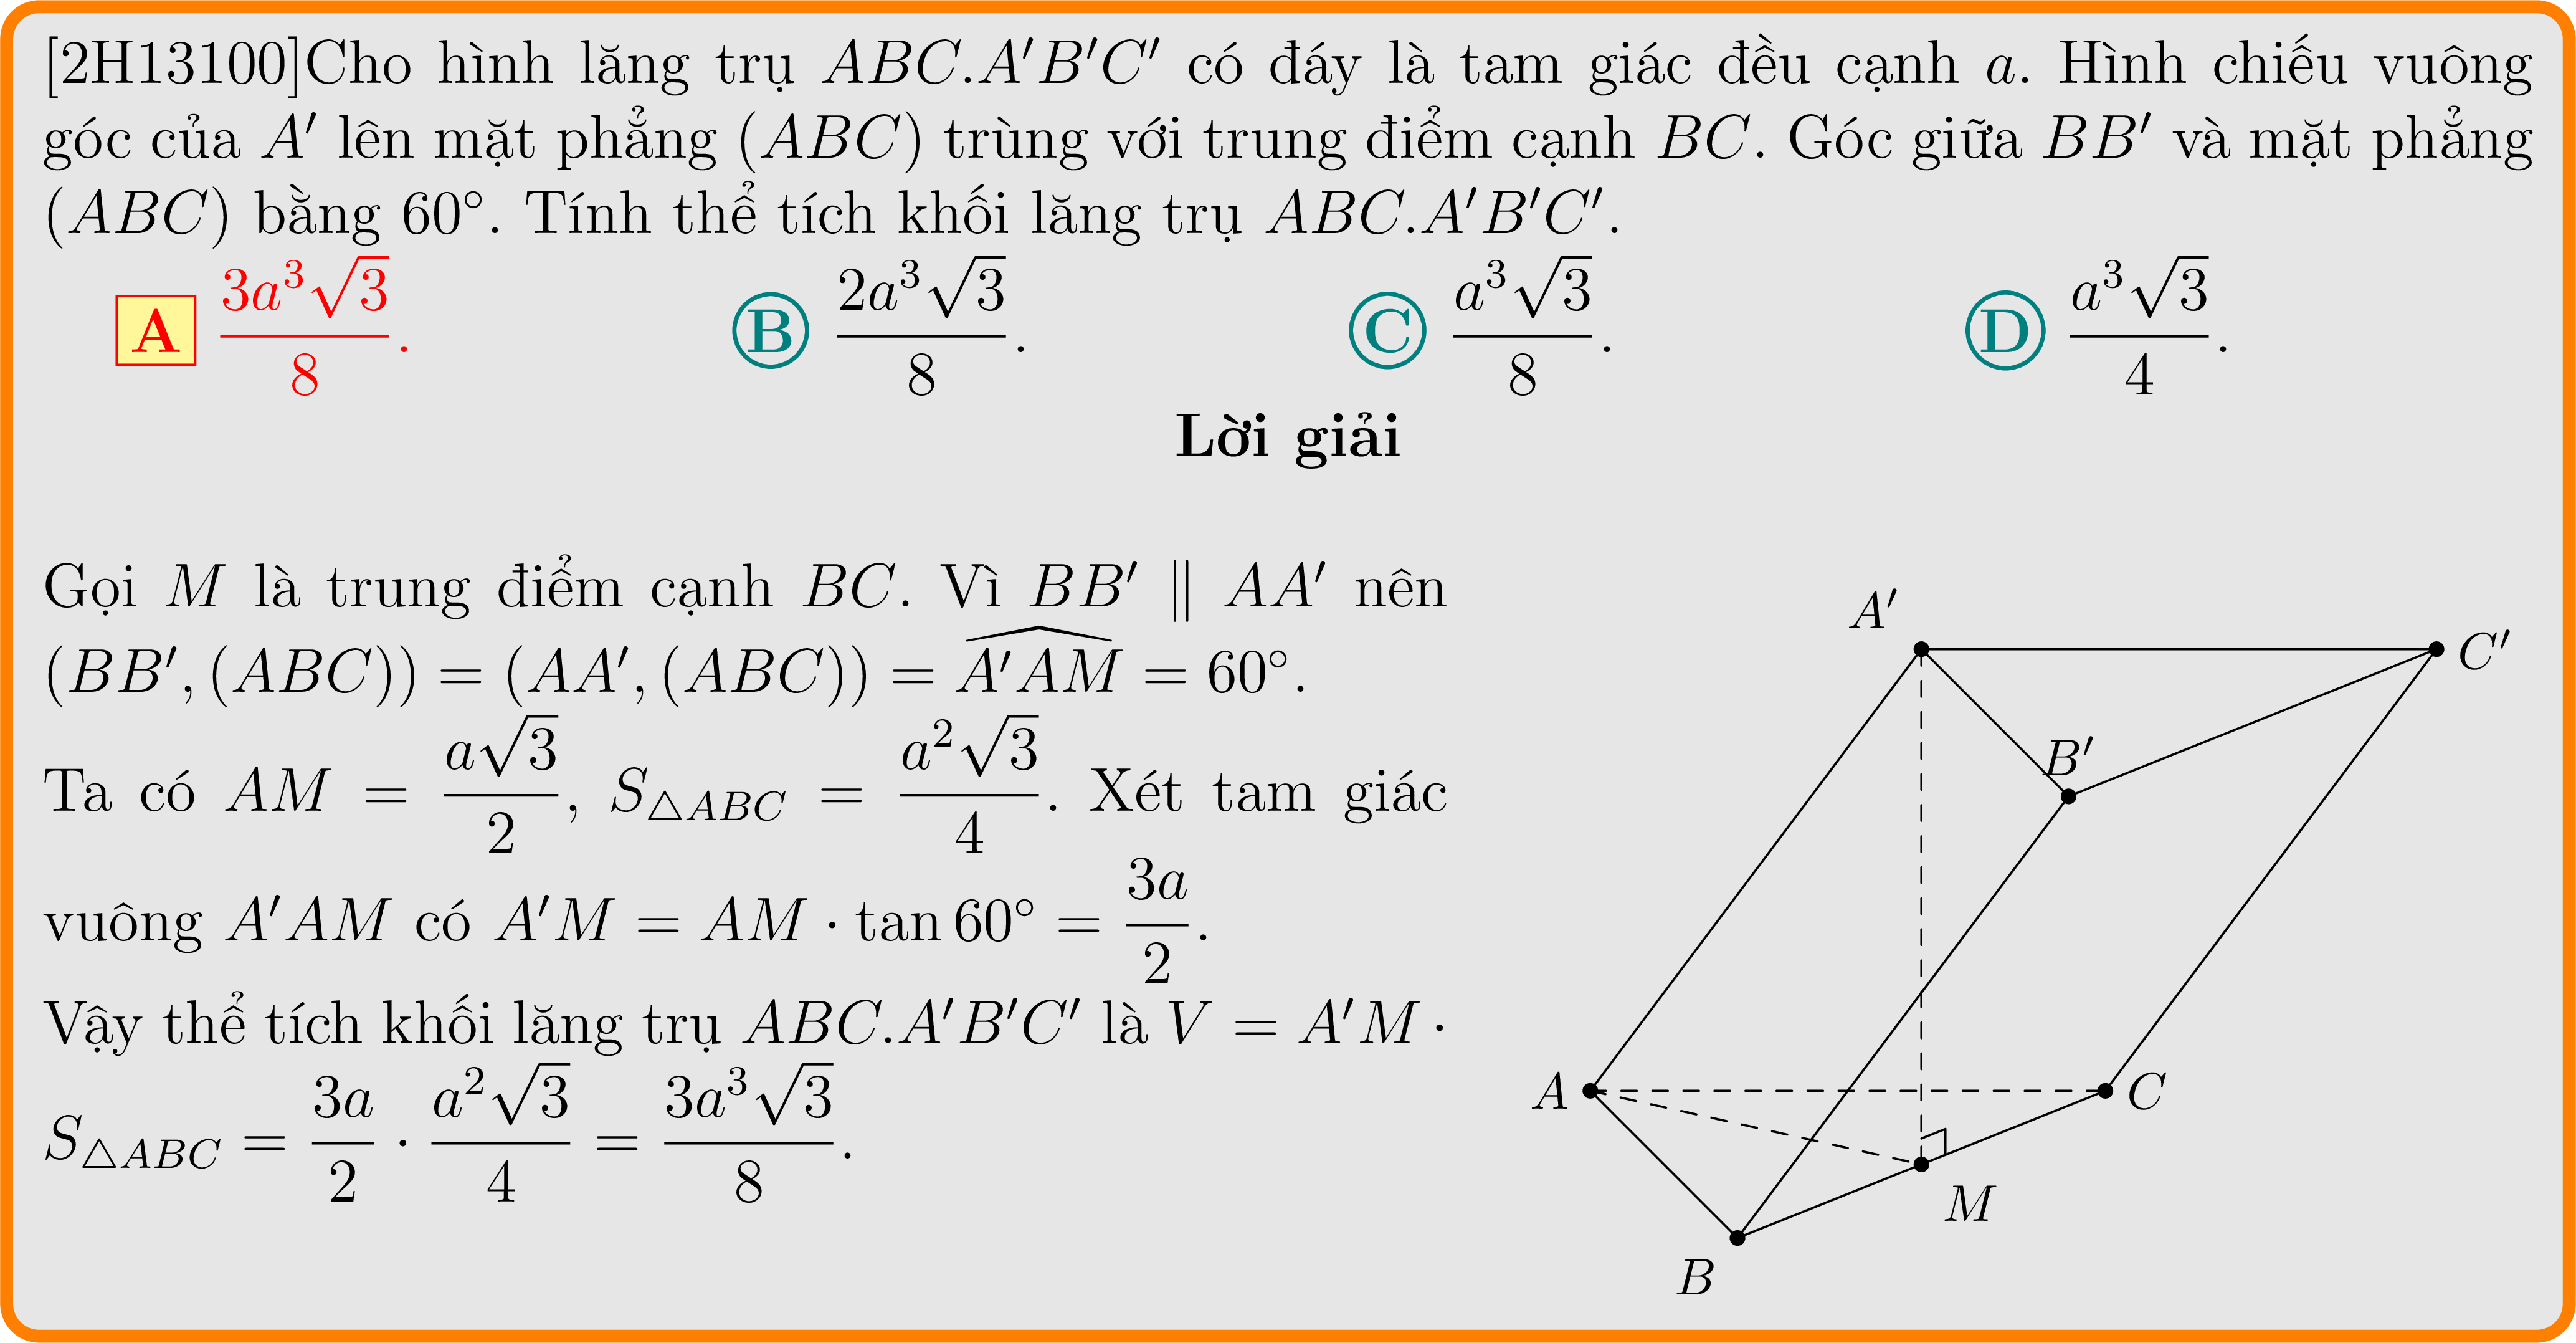 [2H13100]Cho hình lăng trụ ABC.A′B′C′ có đáy là tam giác đều cạnh a. Hình chiếu vuông
góc của A′ lên mặt phẳng (ABC) trùng với trung điểm cạnh BC. Góc giữa BB′ và mặt phẳng
(ABC) bằng 60°. Tính thể tích khối lăng trụ ABC.A′B′C′.
A \frac{3a^3\sqrt{3}}{8}. B \frac{2a^3\sqrt{3}}{8}. C \frac{a^3\sqrt{3}}{8}. D \frac{a^3\sqrt{3}}{4}.
Lời giải
Gọi M là trung điểm cạnh BC. Vì BB′ ∥ AA′ nên
(BB′, (ABC)) = (AA′, (ABC)) = \widehat{A′AM} = 60°.
Ta có AM = \frac{a\sqrt{3}}{2}, S_{△ABC} = \frac{a^2\sqrt{3}}{4}. Xét tam giác
vuông A′AM có A′M = AM · tan 60° = \frac{3a}{2}.
Vậy thể tích khối lăng trụ ABC.A′B′C′ là V = A′M ·
S_{△ABC} = \frac{3a}{2} · \frac{a^2\sqrt{3}}{4} = \frac{3a^3\sqrt{3}}{8}.
A′
C′
B′
A
C
M
B